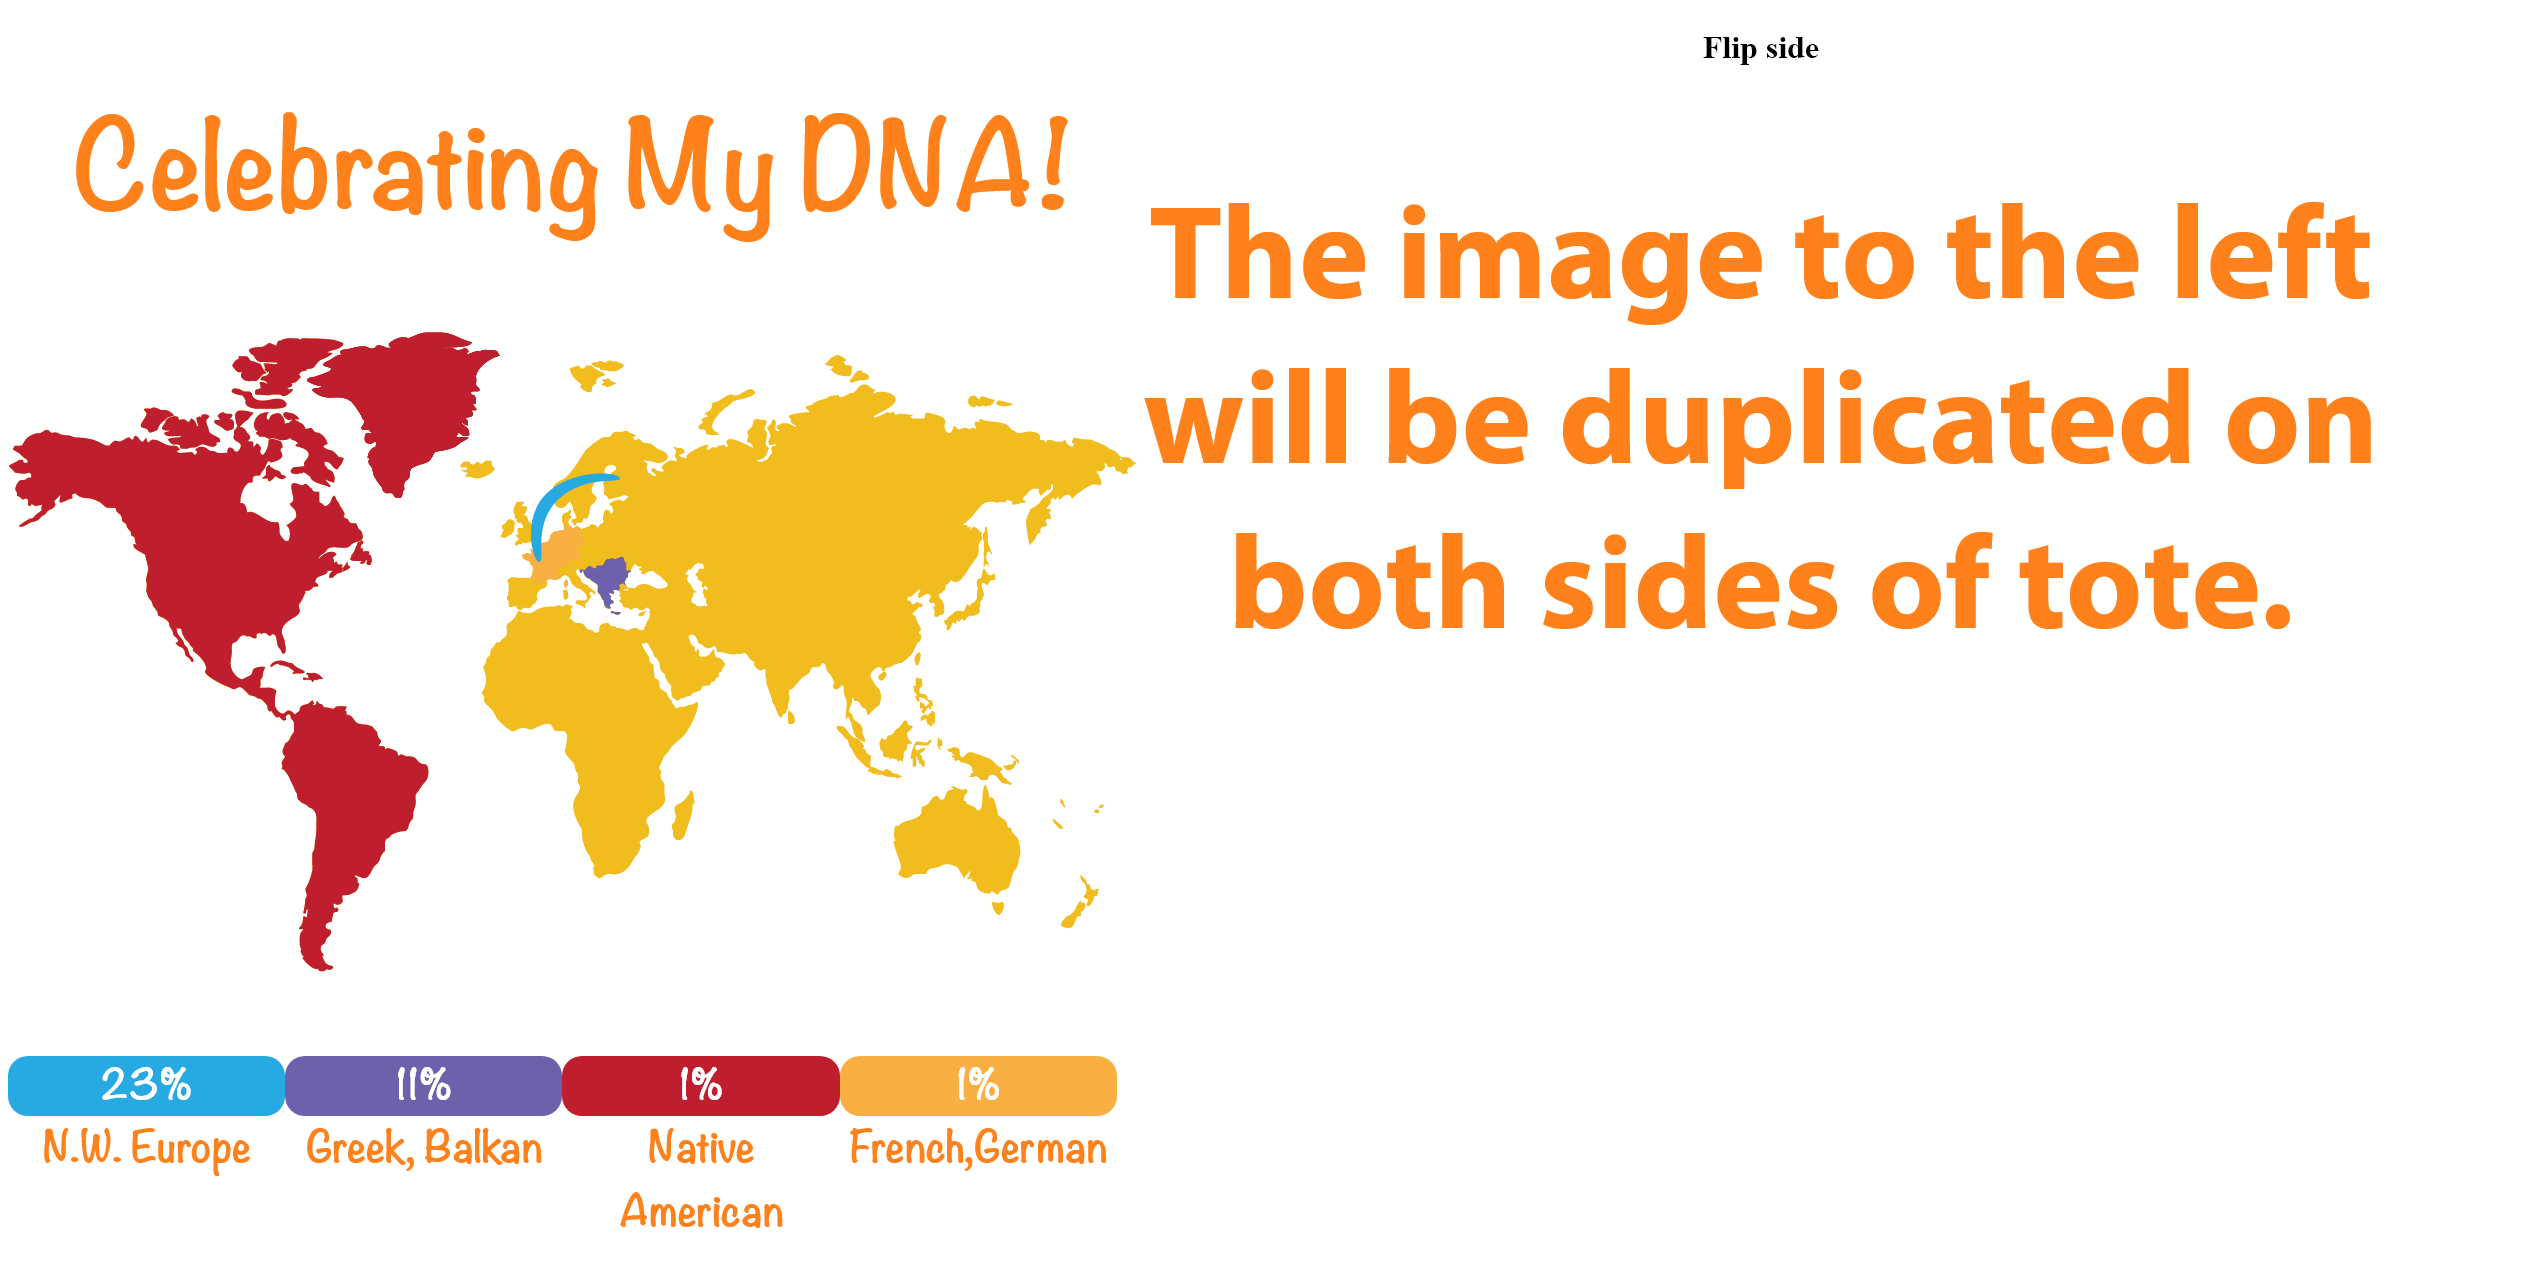 Flip side
Celebrating My DNA!
The image to the left
will be duplicated on
both sides of tote.
23%
11%
1%
1%
N.W. Europe
Greek, Balkan
Native
American
French,German